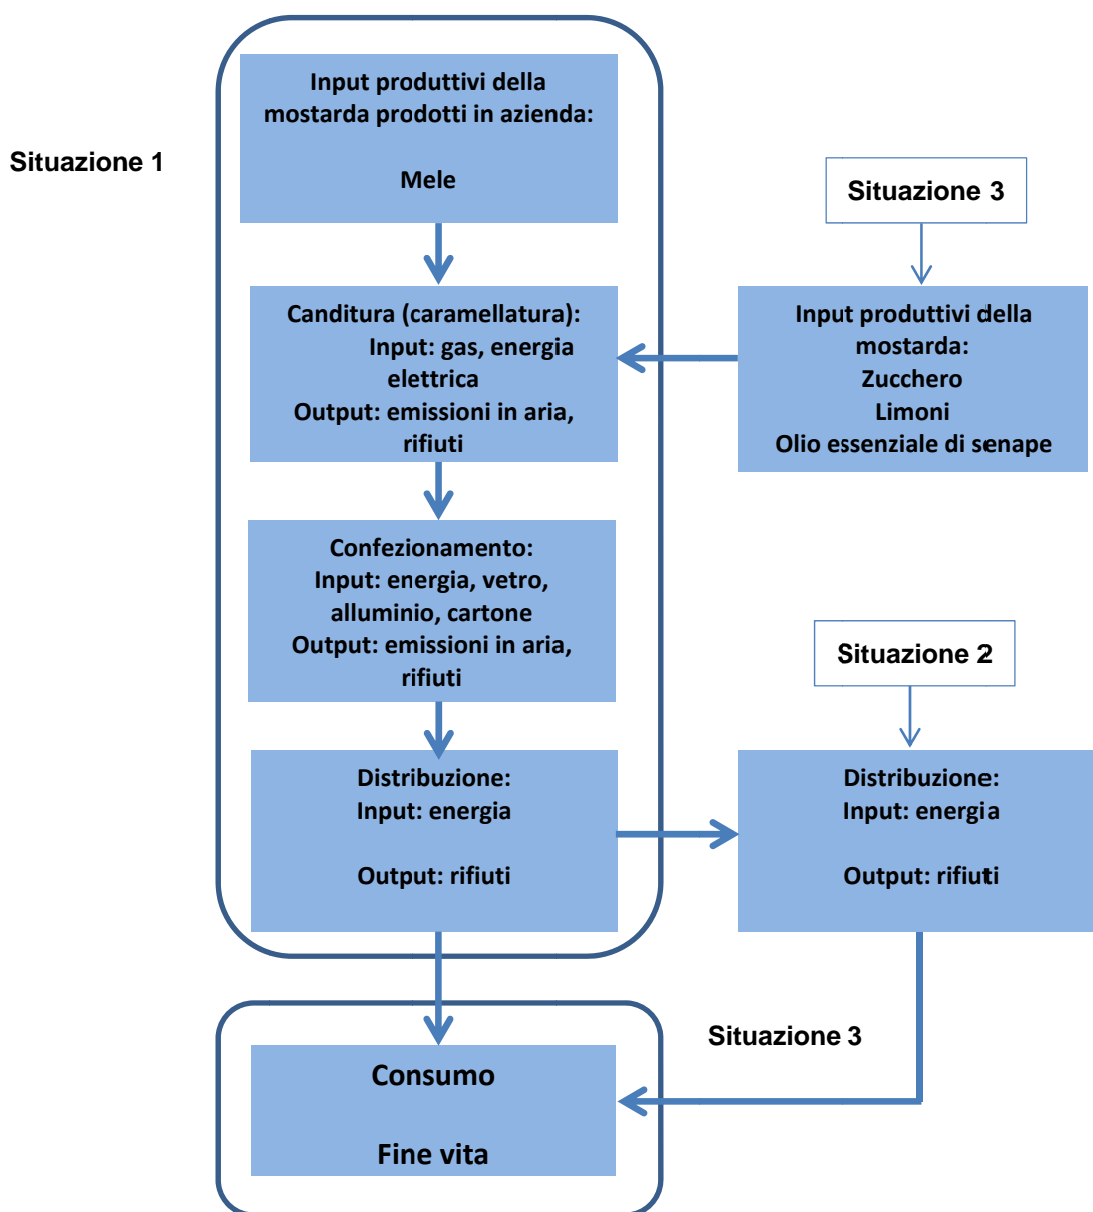 Situazione 1
Input produttivi della
mostarda prodotti in azienda:
Mele
Situazione 3
Canditura (caramellatura):
Input: gas, energia
elettrica
Output: emissioni in aria,
rifiuti
Input produttivi della
mostarda:
Zucchero
Limoni
Olio essenziale di senape
Confezionamento:
Input: energia, vetro,
alluminio, cartone
Output: emissioni in aria,
rifiuti
Situazione 2
Distribuzione:
Input: energia
Output: rifiuti
Distribuzione:
Input: energia
Output: rifiuti
Situazione 3
Consumo
Fine vita